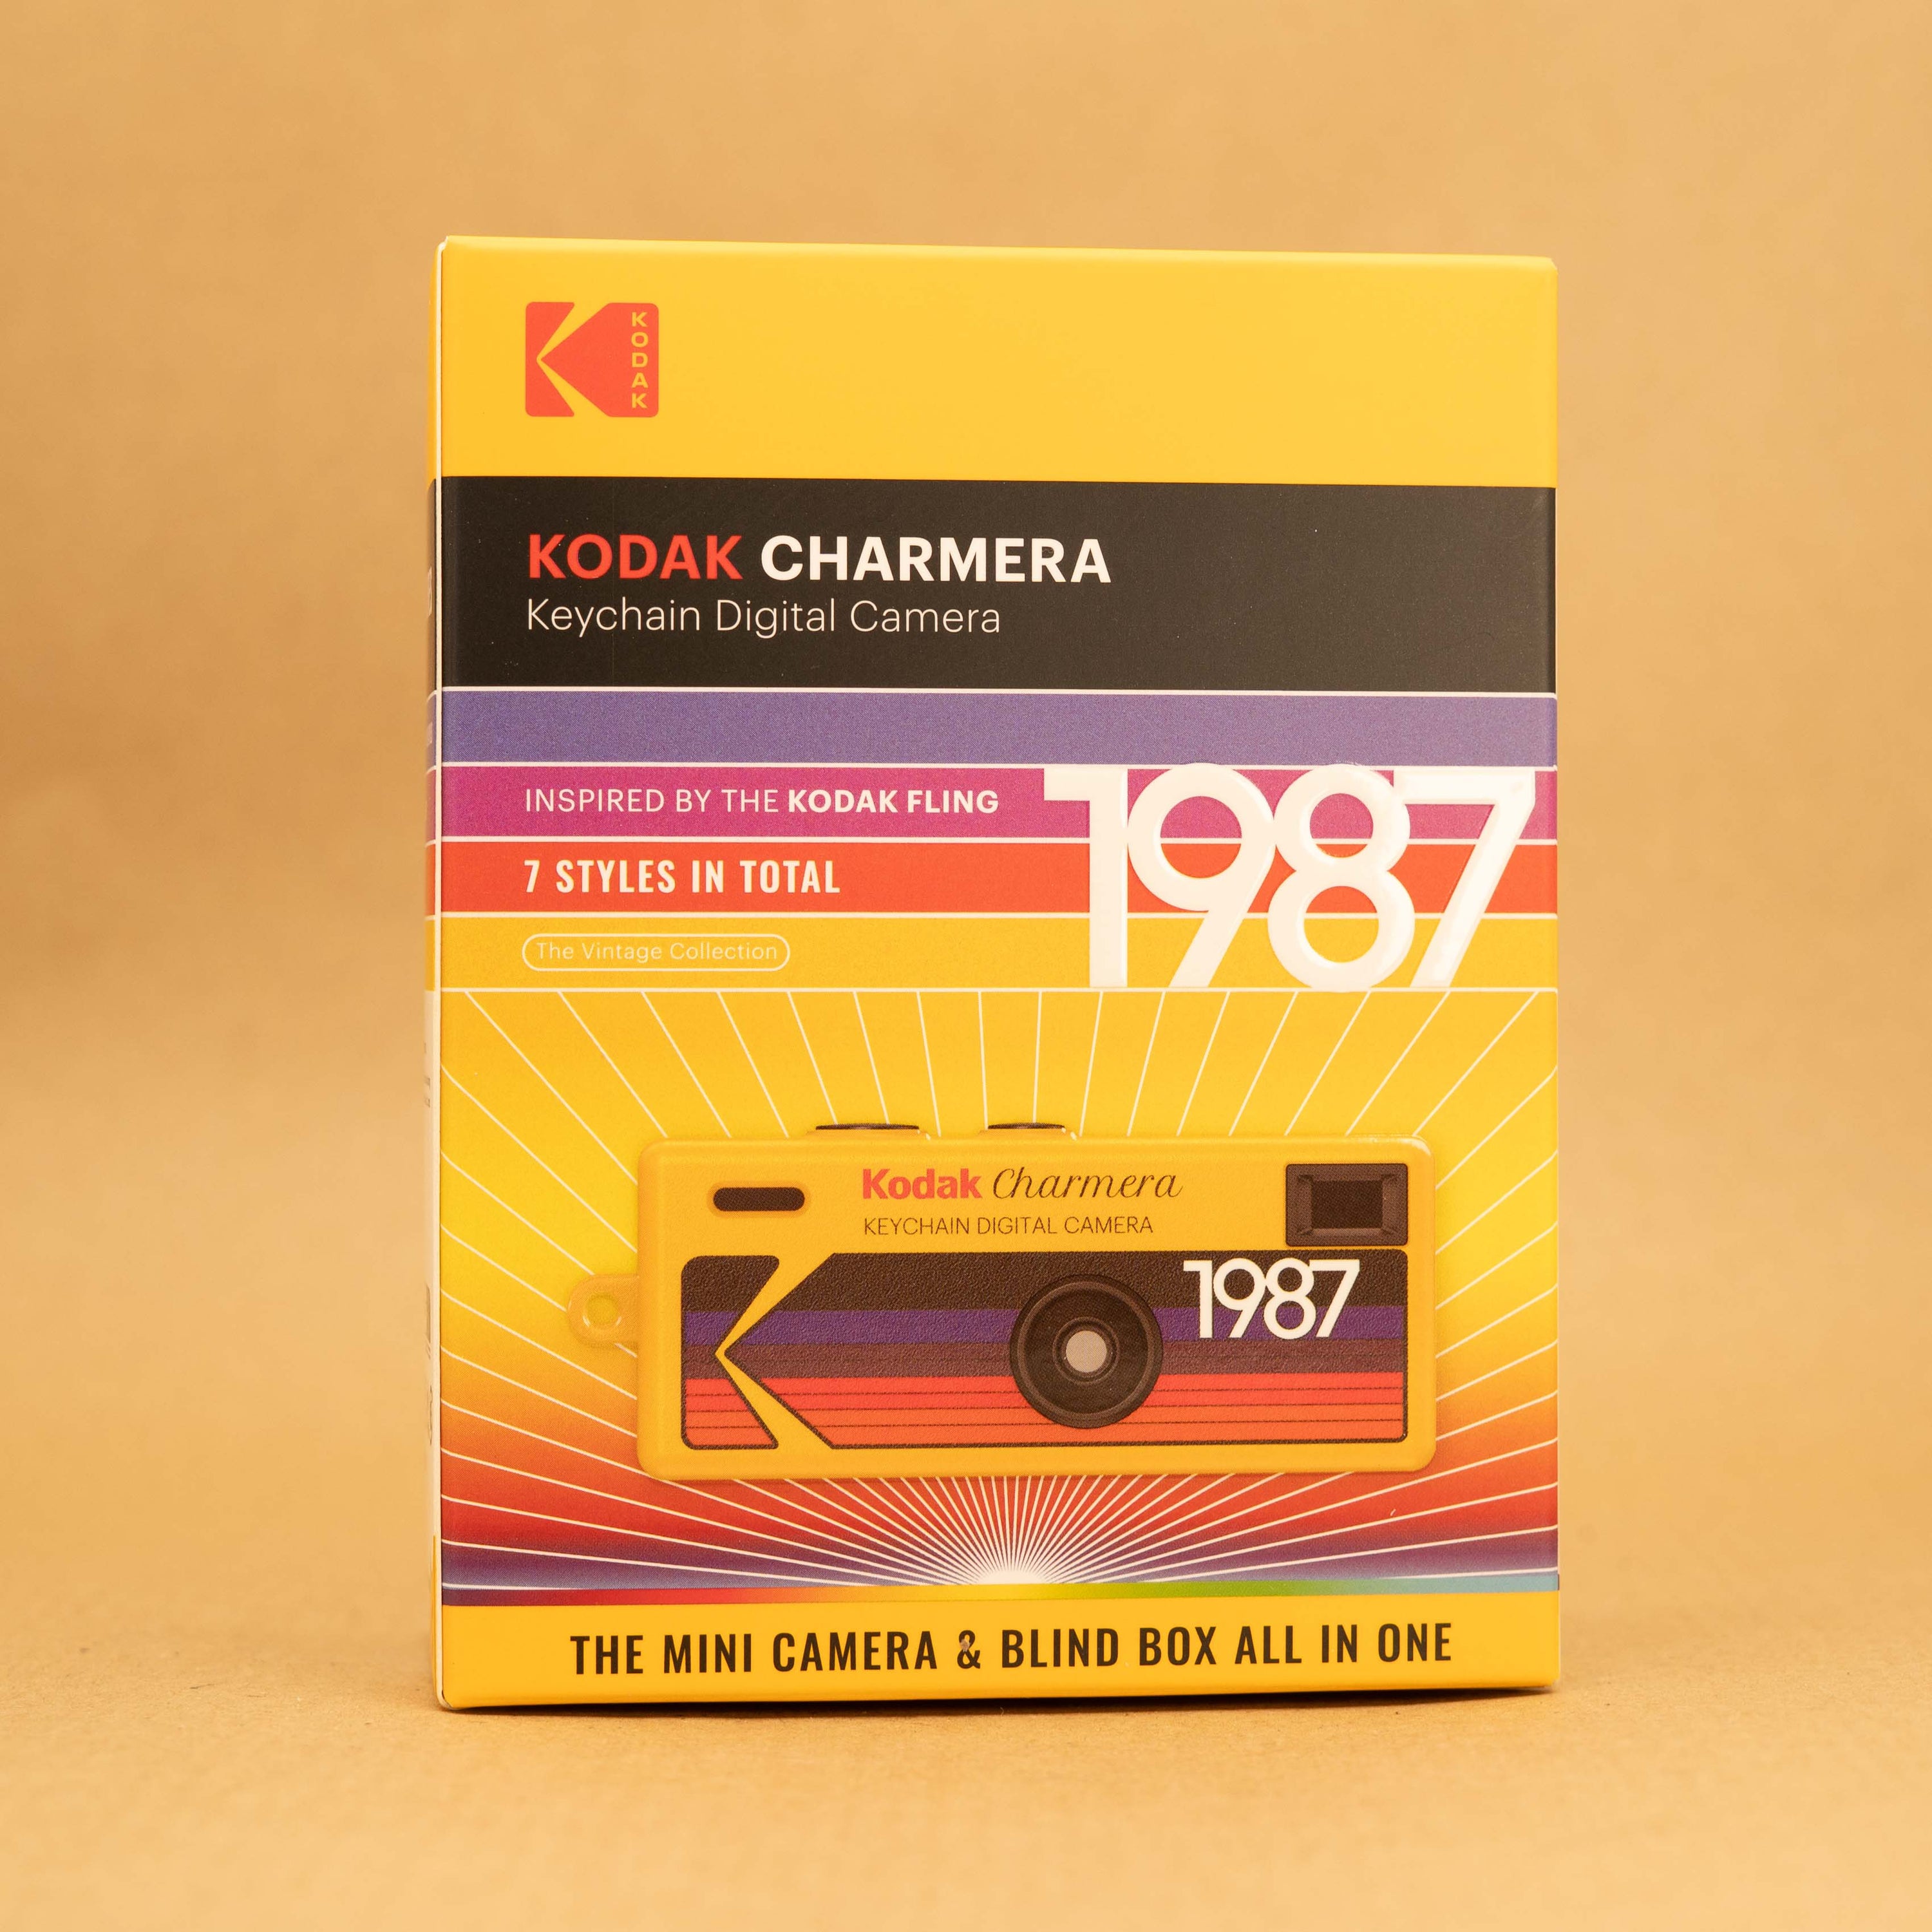 KODAK
KODAK CHARMERA
Keychain Digital Camera
INSPIRED BY THE KODAK FLING
1987
7 STYLES IN TOTAL
The Vintage Collection
Kodak Charmera
KEYCHAIN DIGITAL CAMERA
1987
THE MINI CAMERA & BLIND BOX ALL IN ONE